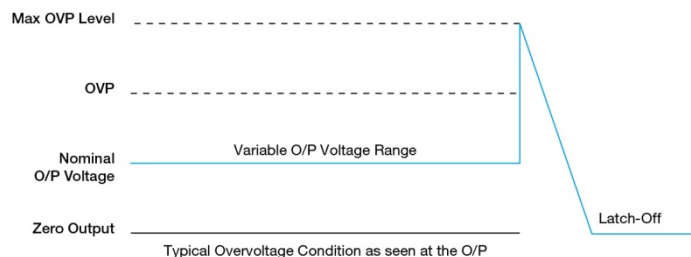 Max OVP Level
OVP
Variable O/P Voltage Range
Nominal
O/P Voltage
Zero Output
Latch-Off
Typical Overvoltage Condition as seen at the O/P